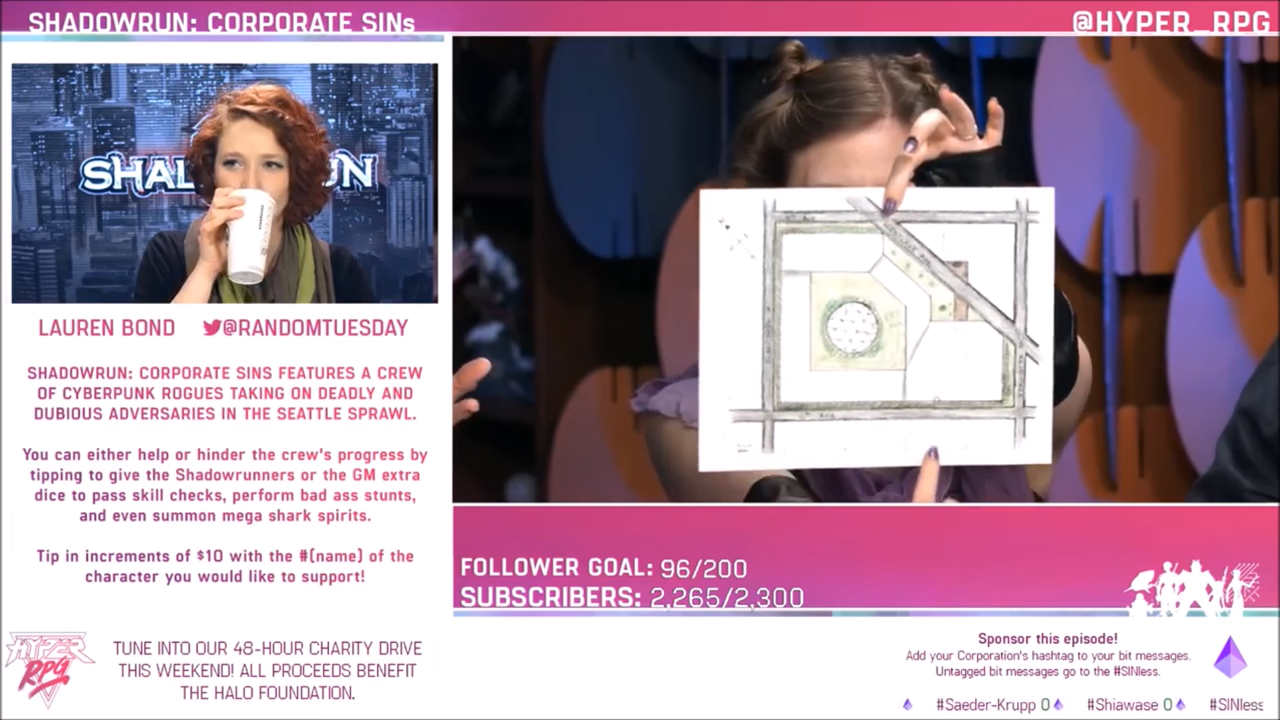 SHADOWRUN: CORPORATE SINs
@HYPER_RPG
SHAD UN
LAUREN BOND @RANDOMTUESDAY
SHADOWRUN: CORPORATE SINS FEATURES A CREW
OF CYBERPUNK ROGUES TAKING ON DEADLY AND
DUBIOUS ADVERSARIES IN THE SEATTLE SPRAWL.
You can either help or hinder the crew's progress by
tipping to give the Shadowrunners or the GM extra
dice to pass skill checks, perform bad ass stunts,
and even summon mega shark spirits.
Tip in increments of $10 with the #(name) of the
character you would like to support!
FOLLOWER GOAL: 96/200
SUBSCRIBERS: 2,265/2,300
HYPER
RPG
TUNE INTO OUR 48-HOUR CHARITY DRIVE
THIS WEEKEND! ALL PROCEEDS BENEFIT
THE HALO FOUNDATION.
Sponsor this episode!
Add your Corporation's hashtag to your bit messages.
Untagged bit messages go to the #SINless.
#Saeder-Krupp 0 #Shiawase 0 #SINless